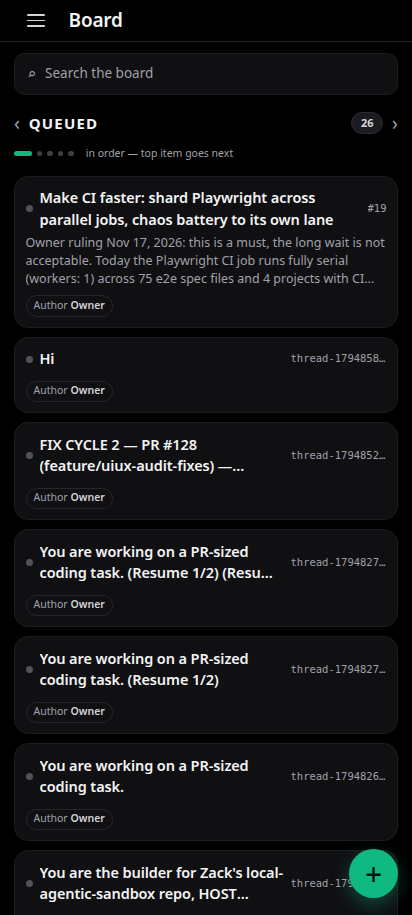 Board
Search the board
QUEUED
26
in order — top item goes next
Make CI faster: shard Playwright across
parallel jobs, chaos battery to its own lane
#19
Owner ruling Nov 17, 2026: this is a must, the long wait is not
acceptable. Today the Playwright CI job runs fully serial
(workers: 1) across 75 e2e spec files and 4 projects with CI...
Author Owner
Hi
thread-1794858...
Author Owner
FIX CYCLE 2 — PR #128
(feature/uiux-audit-fixes) —...
thread-1794852...
Author Owner
You are working on a PR-sized
coding task. (Resume 1/2) (Resu...
thread-1794827...
Author Owner
You are working on a PR-sized
coding task. (Resume 1/2)
thread-1794827...
Author Owner
You are working on a PR-sized
coding task.
thread-1794826...
Author Owner
You are the builder for Zack's local-
agentic-sandbox repo, HOST...